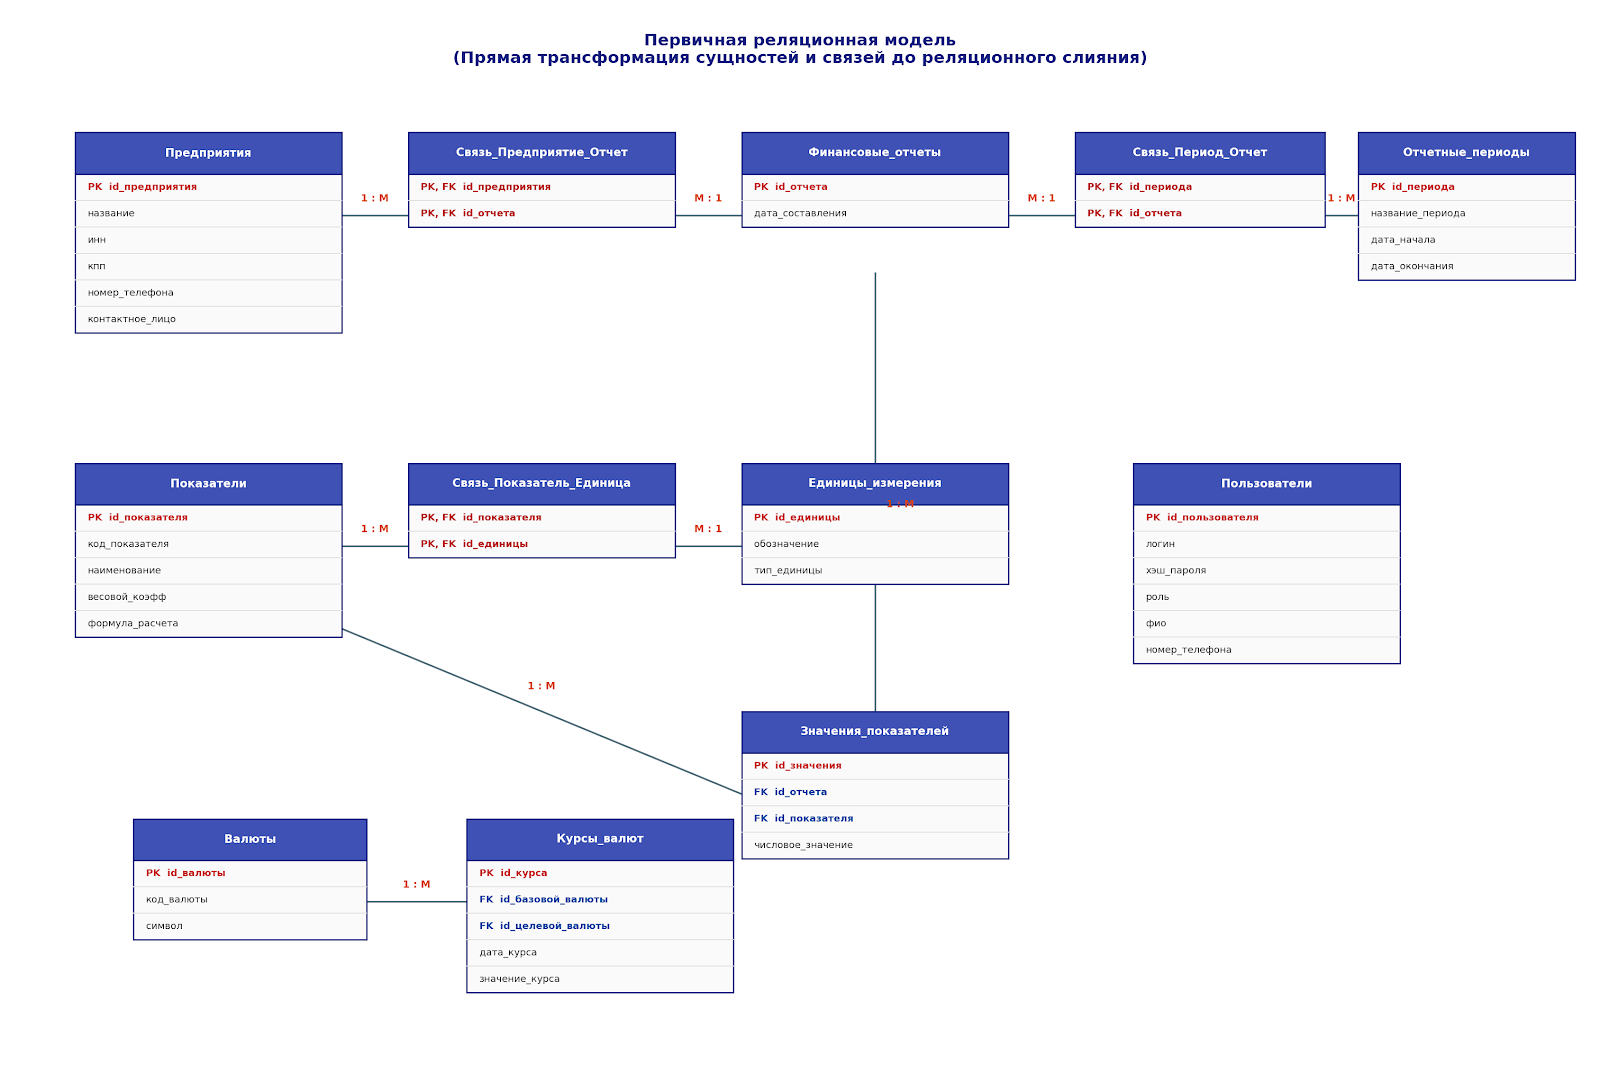 Первичная реляционная модель
(Прямая трансформация сущностей и связей до реляционного слияния)
Предприятия
PK id_предприятия
название
инн
кпп
номер_телефона
контактное_лицо
1 : М
Связь_Предприятие_Отчет
PK, FK id_предприятия
PK, FK id_отчета
М : 1
Финансовые_отчеты
PK id_отчета
дата_составления
М : 1
Связь_Период_Отчет
PK, FK id_периода
PK, FK id_отчета
1 : М
Отчетные_периоды
PK id_периода
название_периода
дата_начала
дата_окончания
Показатели
PK id_показателя
код_показателя
наименование
весовой_коэфф
формула_расчета
1 : М
Связь_Показатель_Единица
PK, FK id_показателя
PK, FK id_единицы
М : 1
Единицы_измерения
1 : М
PK id_единицы
обозначение
тип_единицы
Пользователи
PK id_пользователя
логин
хэш_пароля
роль
фио
номер_телефона
1 : М
Значения_показателей
PK id_значения
FK id_отчета
FK id_показателя
числовое_значение
Валюты
PK id_валюты
код_валюты
символ
1 : М
Курсы_валют
PK id_курса
FK id_базовой_валюты
FK id_целевой_валюты
дата_курса
значение_курса